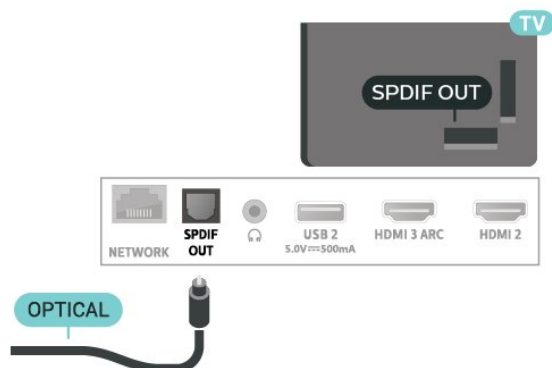 TV
SPDIF OUT
NETWORK
SPDIF
OUT
USB 2
5.0V⎓500mA
HDMI 3 ARC
HDMI 2
OPTICAL